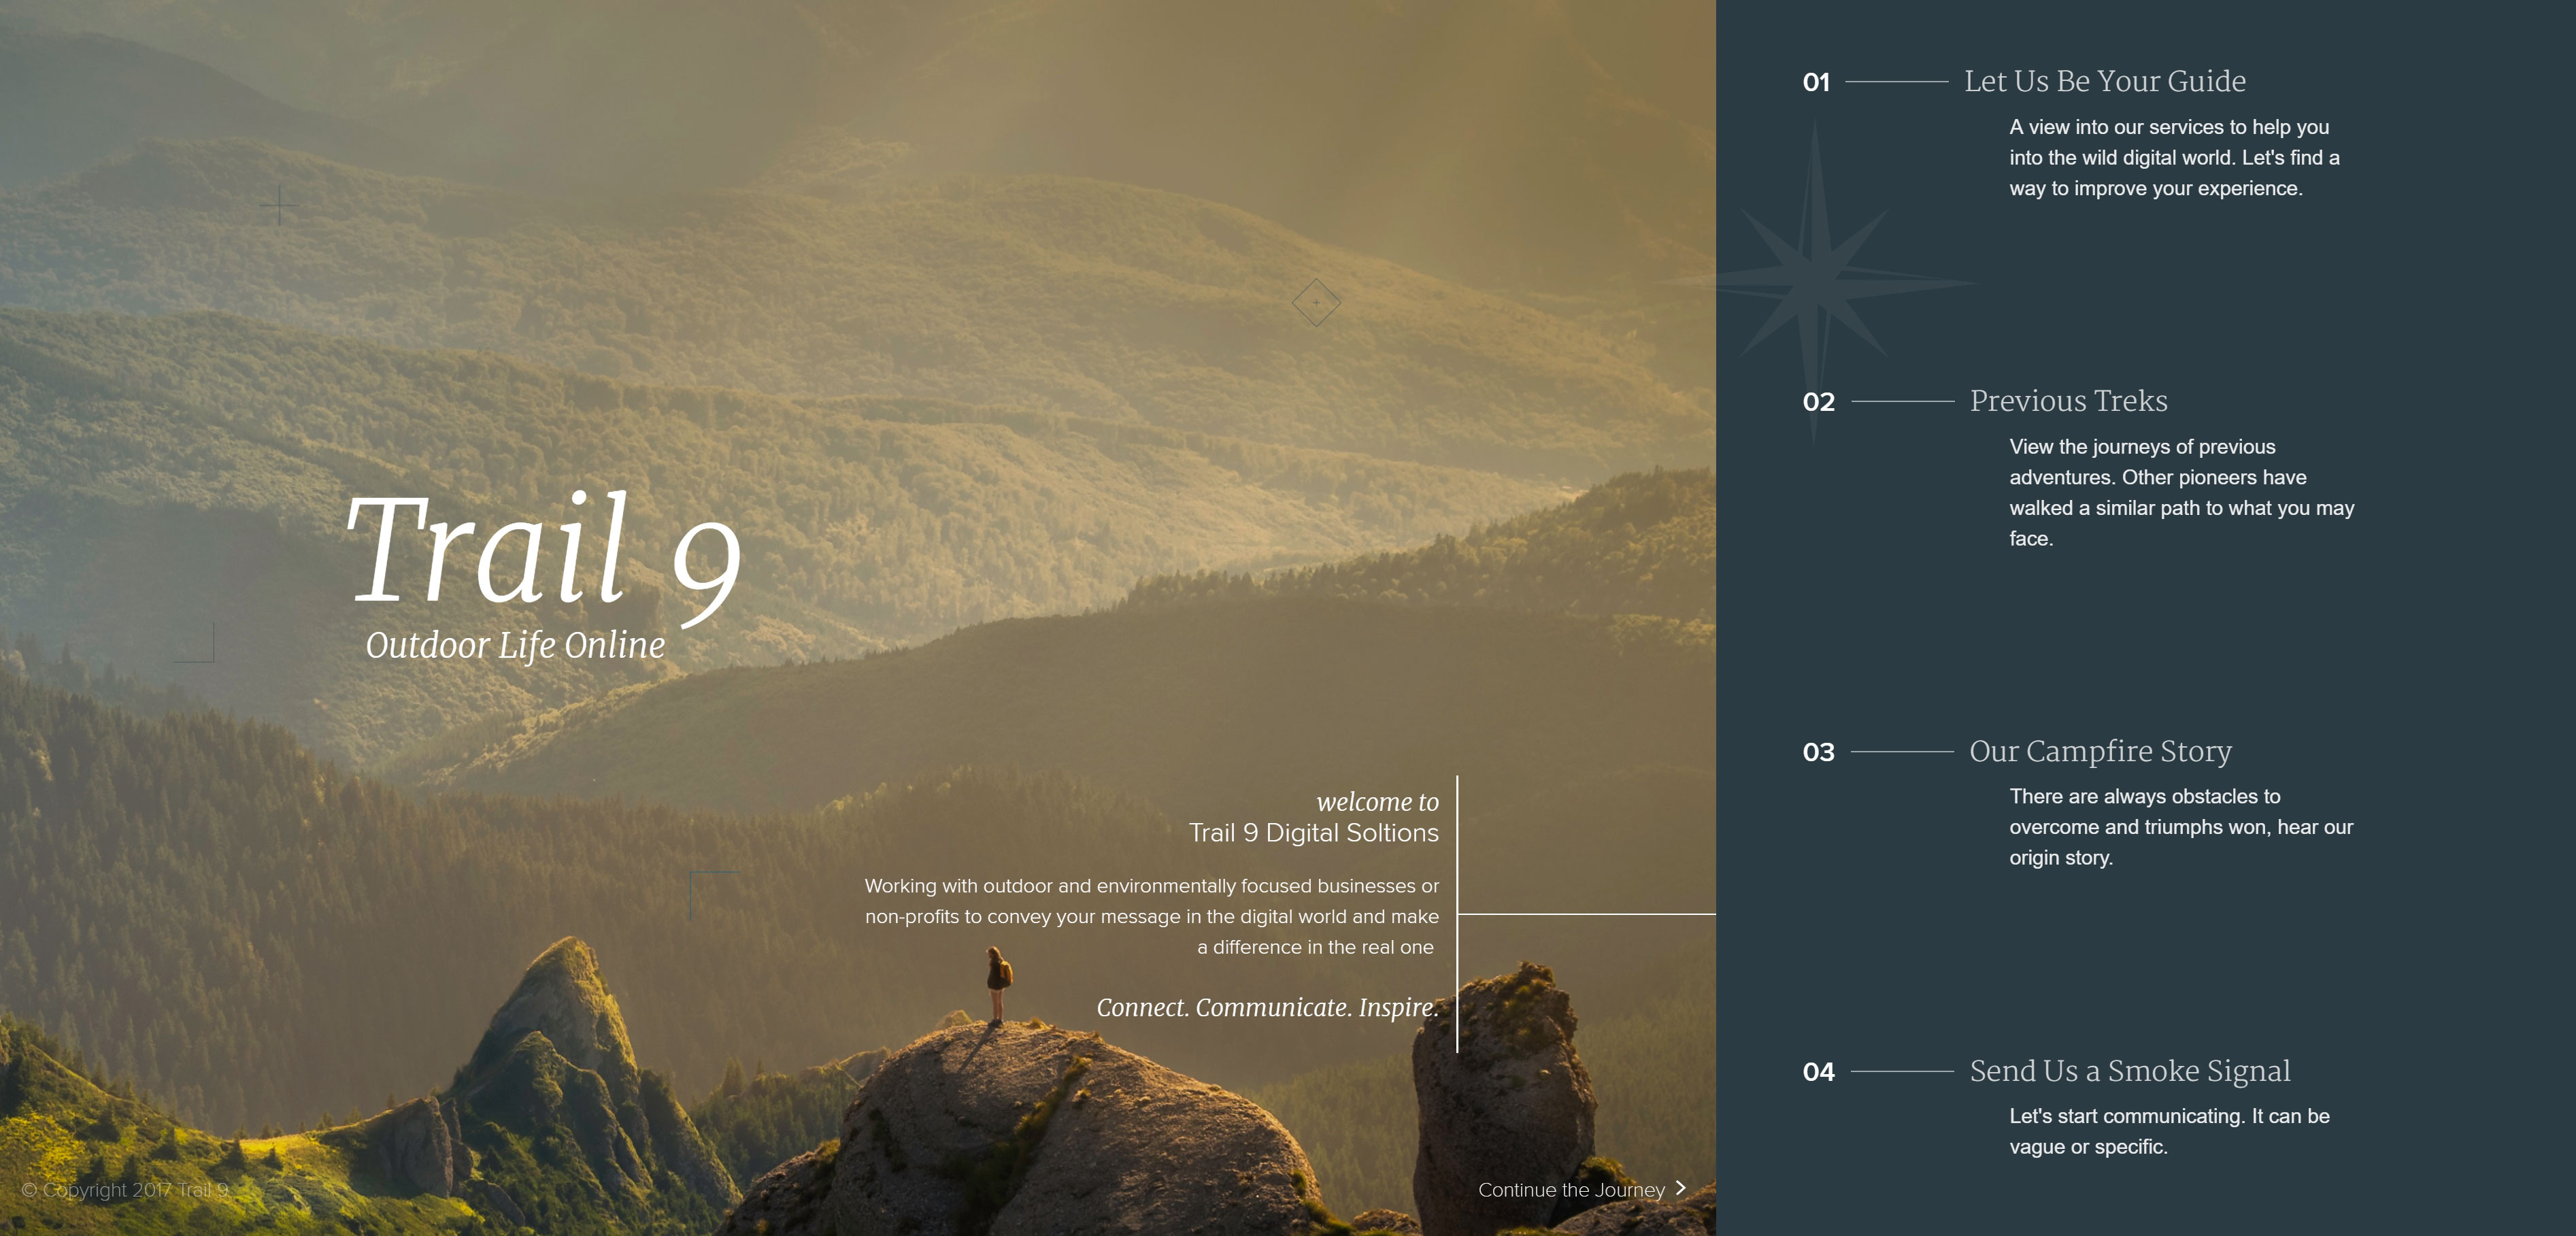 Trail 9
Outdoor Life Online
welcome to
Trail 9 Digital Soltions
Working with outdoor and environmentally focused businesses or
non-profits to convey your message in the digital world and make
a difference in the real one
Connect. Communicate. Inspire.
© Copyright 2017 Trail 9
Continue the Journey
01 Let Us Be Your Guide
A view into our services to help you
into the wild digital world. Let's find a
way to improve your experience.
02 Previous Treks
View the journeys of previous
adventures. Other pioneers have
walked a similar path to what you may
face.
03 Our Campfire Story
There are always obstacles to
overcome and triumphs won, hear our
origin story.
04 Send Us a Smoke Signal
Let's start communicating. It can be
vague or specific.